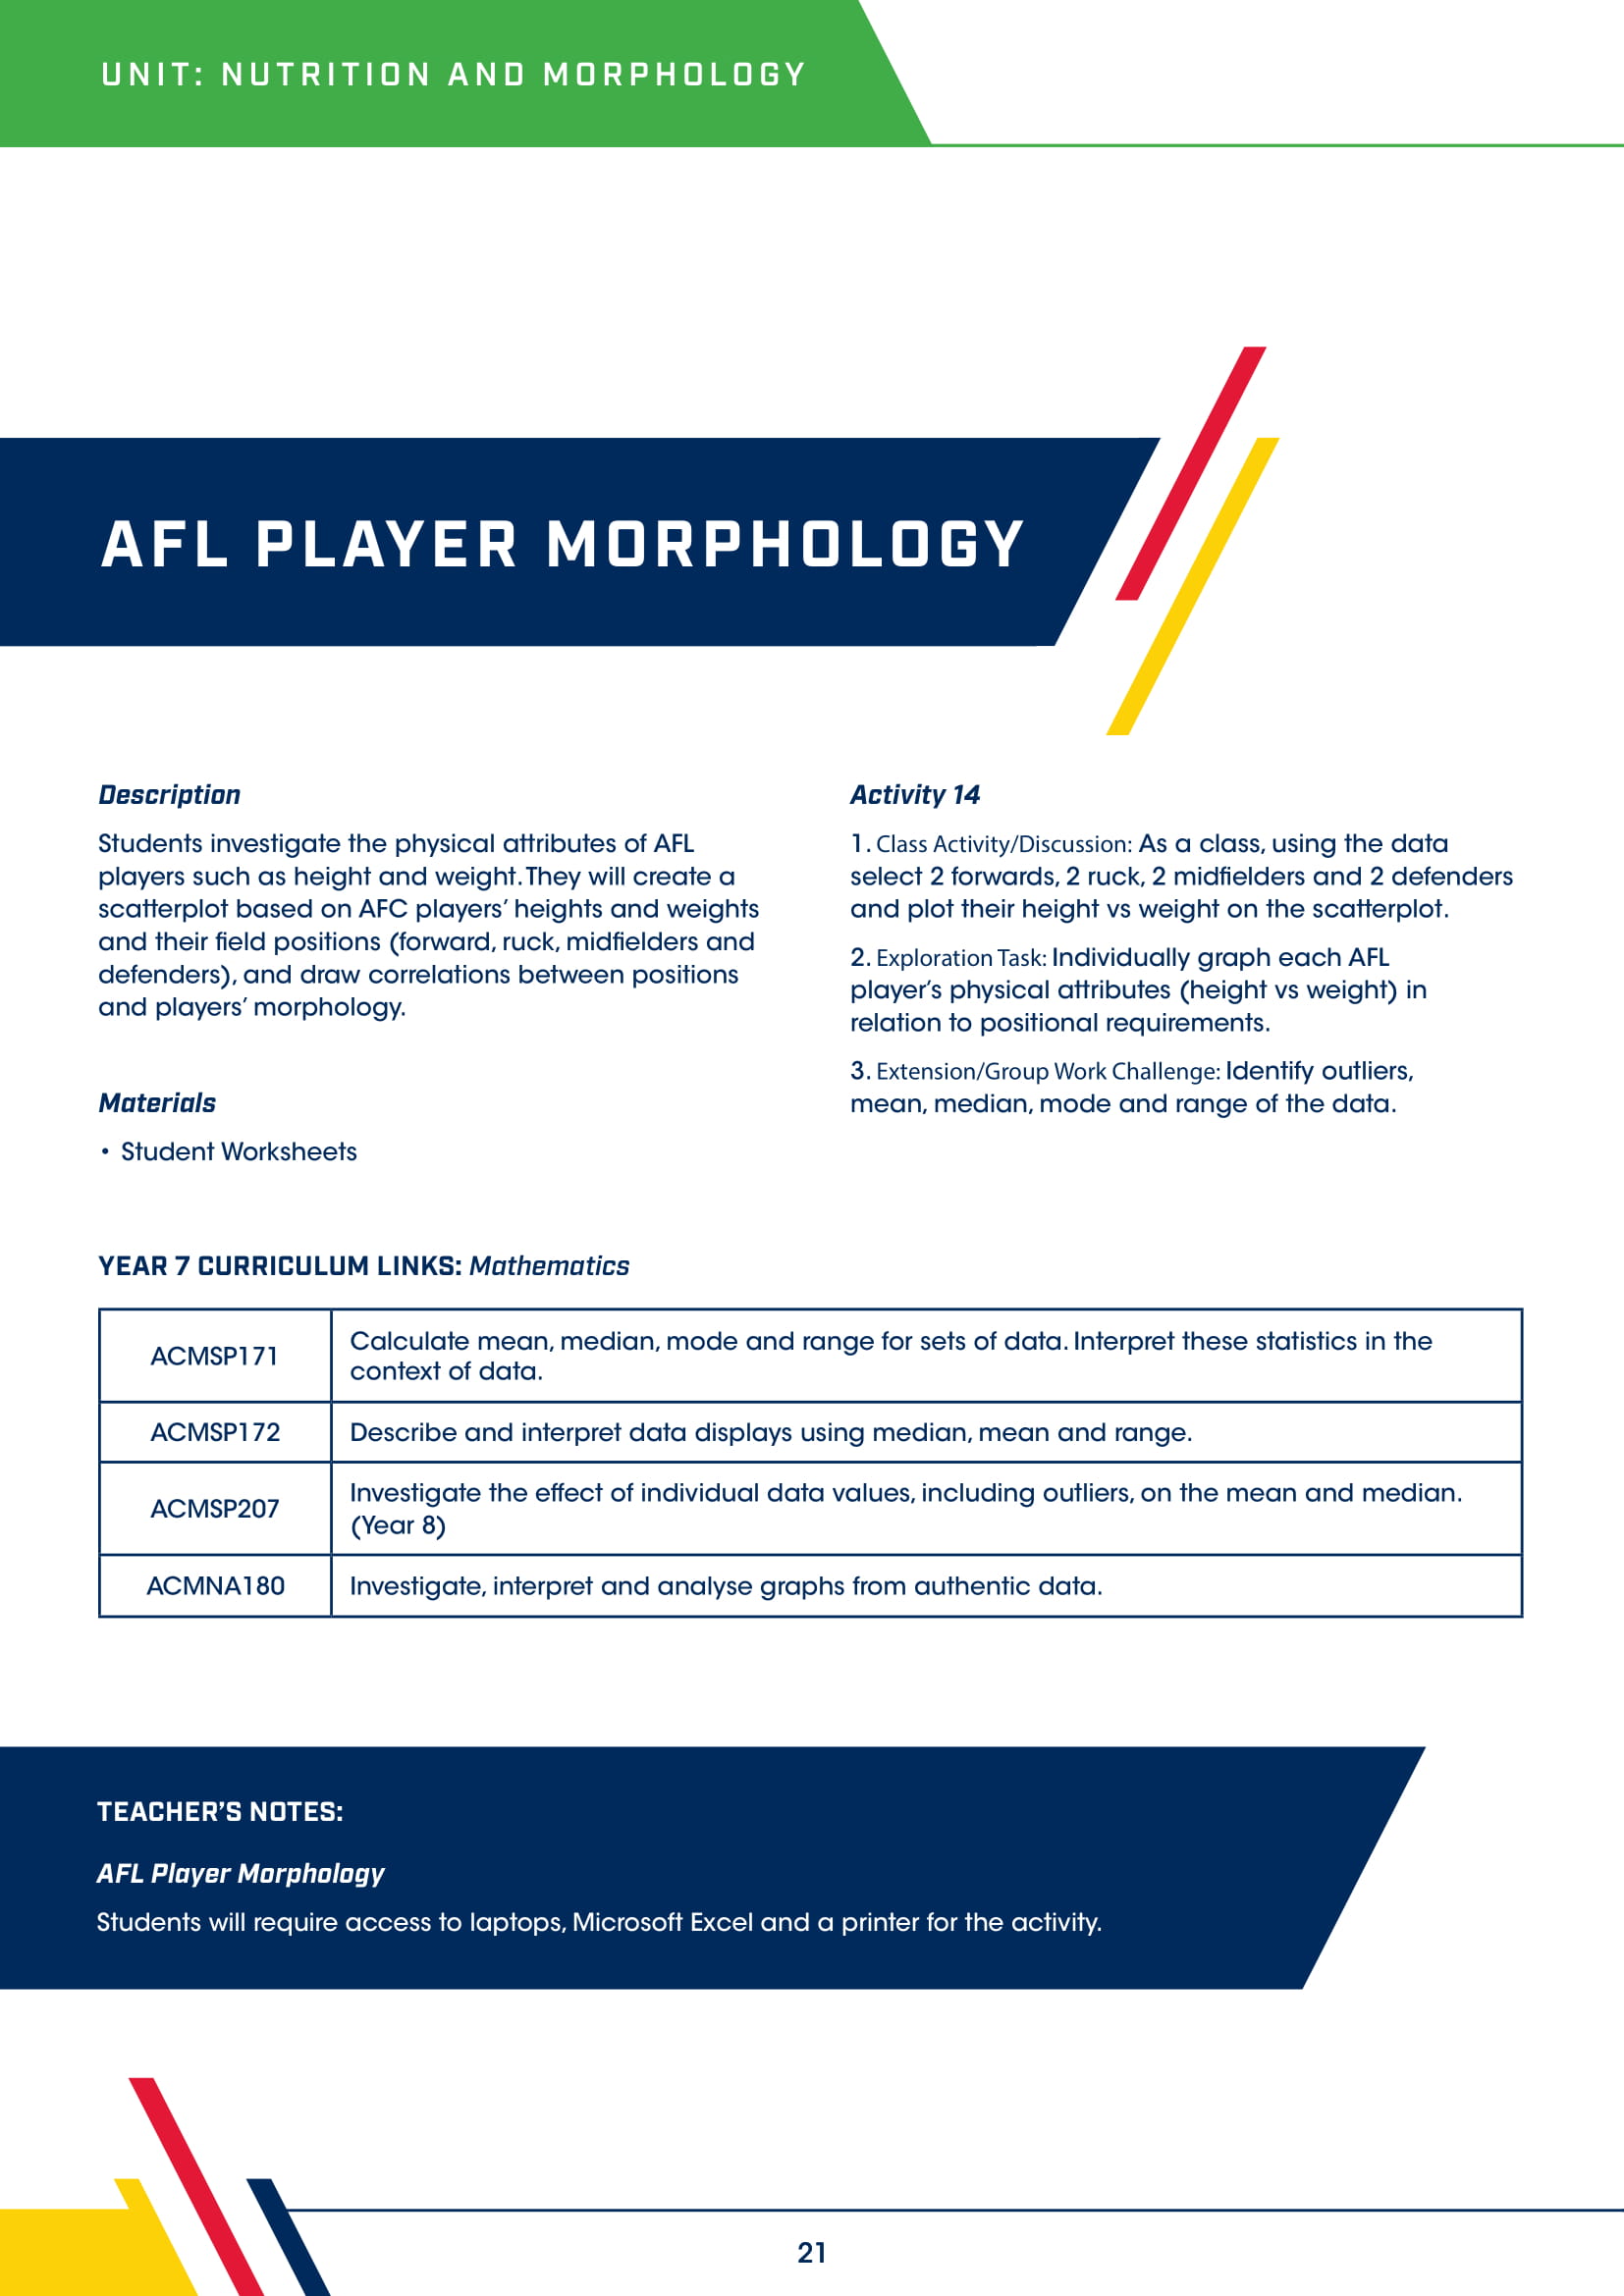 UNIT: NUTRITION AND MORPHOLOGY
AFL PLAYER MORPHOLOGY
Description
Students investigate the physical attributes of AFL
players such as height and weight. They will create a
scatterplot based on AFC players’ heights and weights
and their field positions (forward, ruck, midfielders and
defenders), and draw correlations between positions
and players’ morphology.
Materials
• Student Worksheets
Activity 14
1. Class Activity/Discussion: As a class, using the data
select 2 forwards, 2 ruck, 2 midfielders and 2 defenders
and plot their height vs weight on the scatterplot.
2. Exploration Task: Individually graph each AFL
player’s physical attributes (height vs weight) in
relation to positional requirements.
3. Extension/Group Work Challenge: Identify outliers,
mean, median, mode and range of the data.
YEAR 7 CURRICULUM LINKS: Mathematics
ACMSP171
Calculate mean, median, mode and range for sets of data. Interpret these statistics in the
context of data.
ACMSP172
Describe and interpret data displays using median, mean and range.
ACMSP207
Investigate the effect of individual data values, including outliers, on the mean and median.
(Year 8)
ACMNA180
Investigate, interpret and analyse graphs from authentic data.
TEACHER’S NOTES:
AFL Player Morphology
Students will require access to laptops, Microsoft Excel and a printer for the activity.
21